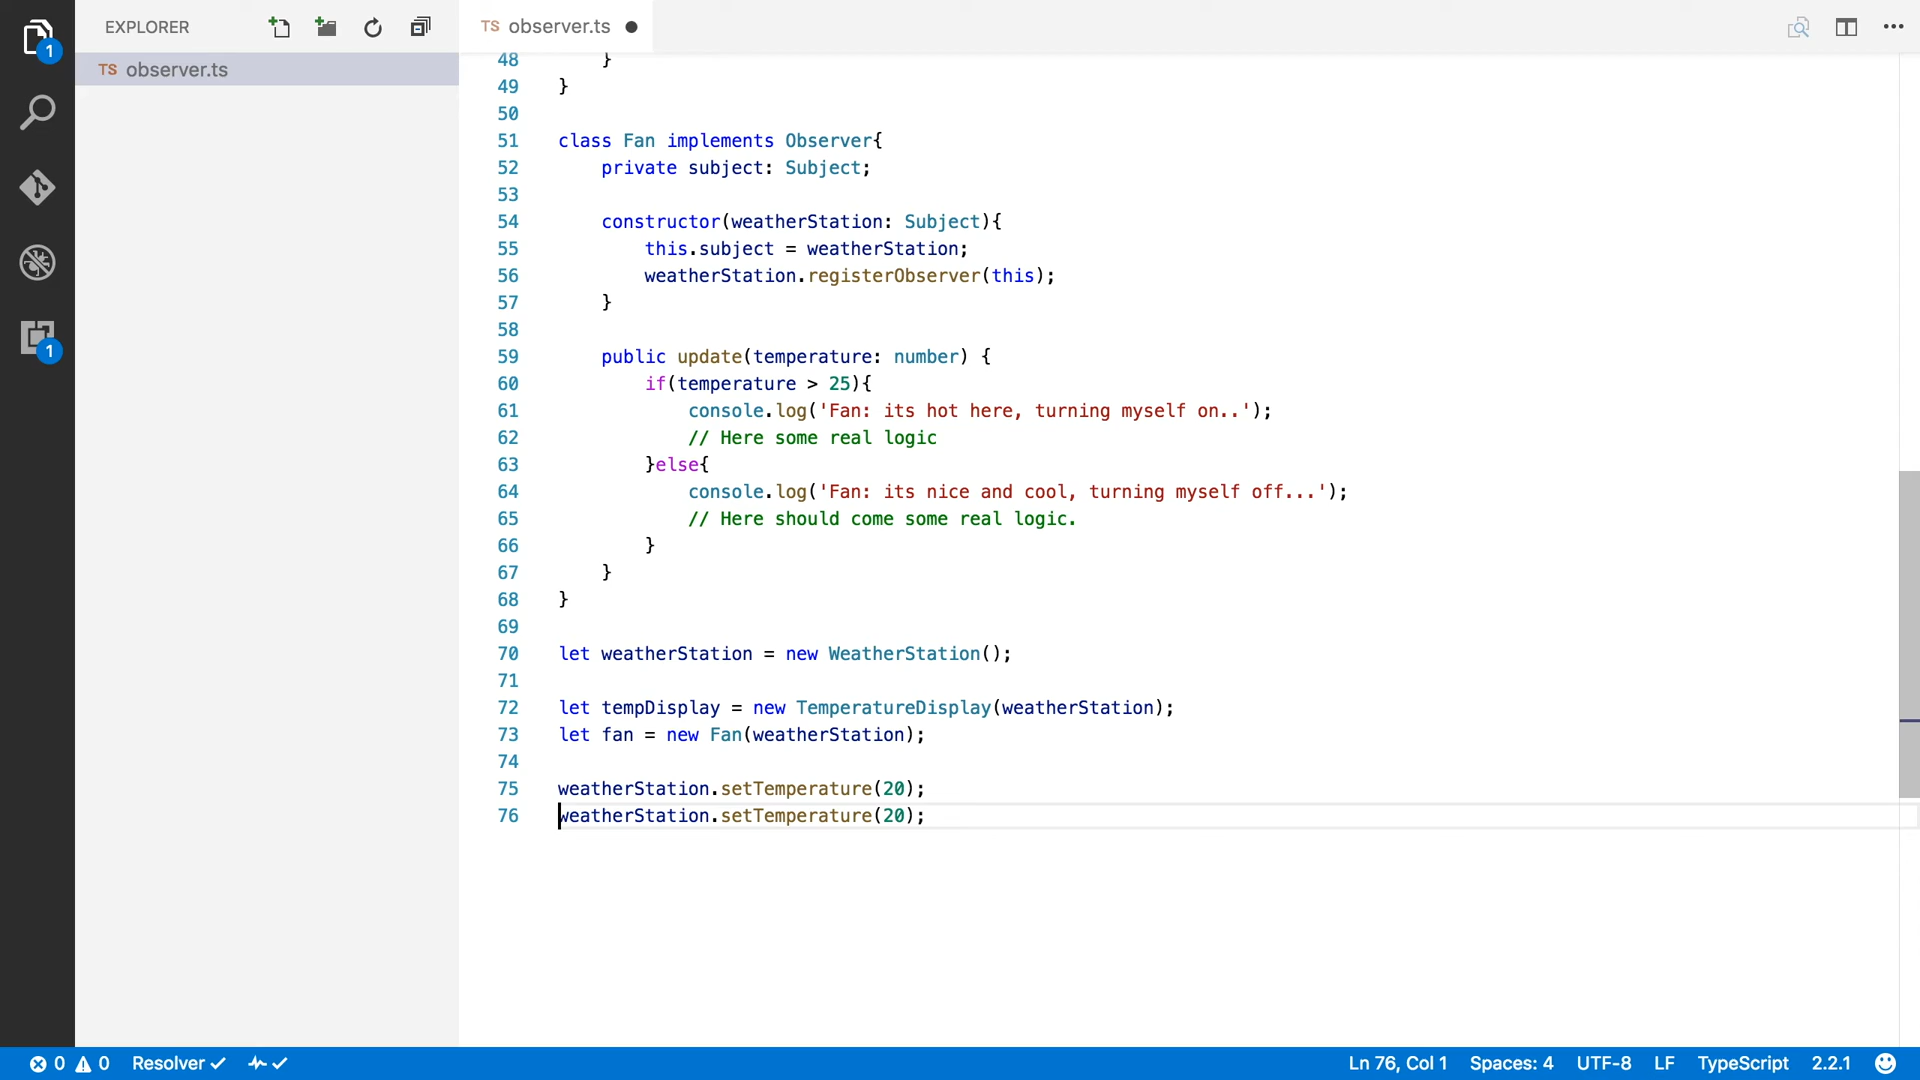 EXPLORER
TS observer.ts
1
1
TS observer.ts
48 }
49 }
50
51 class Fan implements Observer{
52 private subject: Subject;
53
54 constructor(weatherStation: Subject){
55 this.subject = weatherStation;
56 weatherStation.registerObserver(this);
57 }
58
59 public update(temperature: number) {
60 if(temperature > 25){
61 console.log('Fan: its hot here, turning myself on..');
62 // Here some real logic
63 }else{
64 console.log('Fan: its nice and cool, turning myself off...');
65 // Here should come some real logic.
66 }
67 }
68 }
69
70 let weatherStation = new WeatherStation();
71
72 let tempDisplay = new TemperatureDisplay(weatherStation);
73 let fan = new Fan(weatherStation);
74
75 weatherStation.setTemperature(20);
76 weatherStation.setTemperature(20);
0 0 Resolver Ln 76, Col 1 Spaces: 4 UTF-8 LF TypeScript 2.2.1